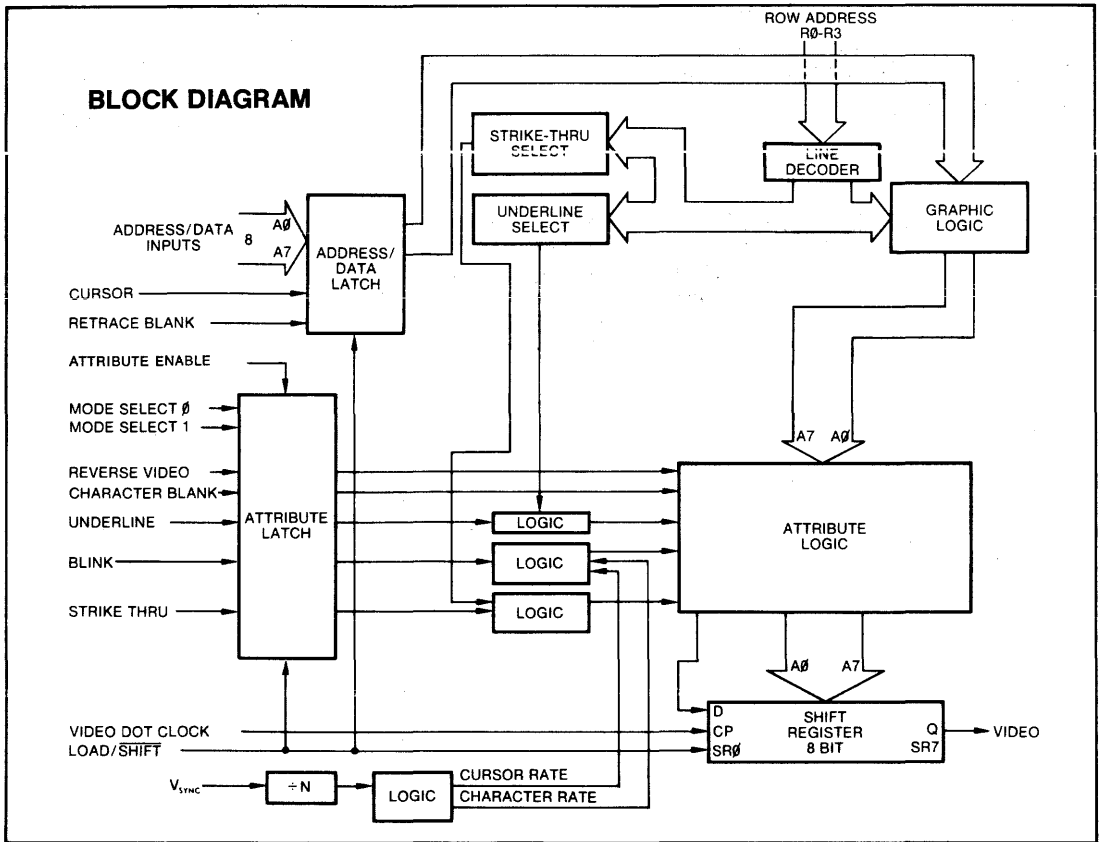 BLOCK DIAGRAM
ROW ADDRESS
RØ-R3
STRIKE-THRU
SELECT
LINE
DECODER
UNDERLINE
SELECT
GRAPHIC
LOGIC
ADDRESS/DATA
INPUTS
8
AØ
A7
ADDRESS/
DATA
LATCH
CURSOR
RETRACE BLANK
ATTRIBUTE ENABLE
MODE SELECT Ø
MODE SELECT 1
REVERSE VIDEO
CHARACTER BLANK
UNDERLINE
BLINK
STRIKE THRU
ATTRIBUTE
LATCH
LOGIC
LOGIC
LOGIC
A7 AØ
ATTRIBUTE
LOGIC
AØ A7
VIDEO DOT CLOCK
LOAD/SHIFT
D
CP
SRØ
SHIFT
REGISTER
8 BIT
Q
SR7
VIDEO
VSYNC
÷N
LOGIC
CURSOR RATE
CHARACTER RATE